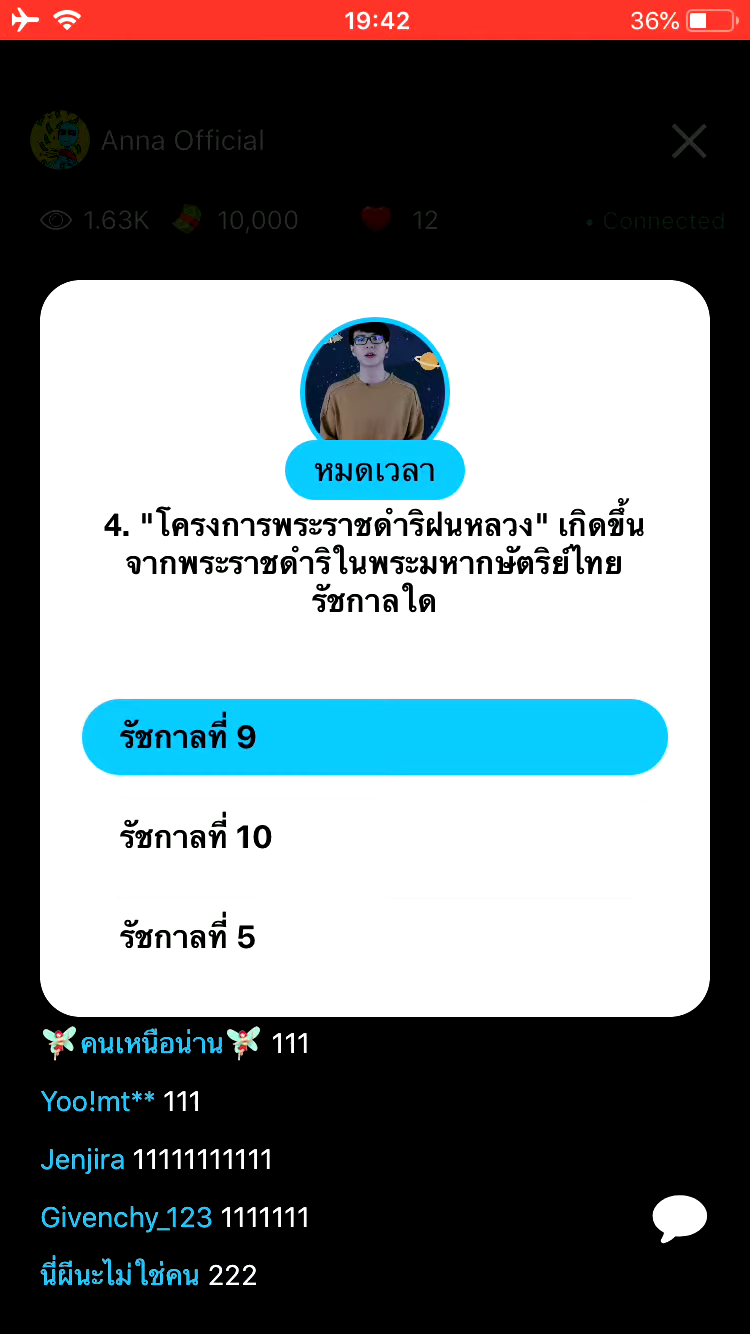 19:42
36%
Anna Official
1.63K 10,000 12 • Connected
หมดเวลา
4. "โครงการพระราชดำริฝนหลวง" เกิดขึ้น
จากพระราชดำริในพระมหากษัตริย์ไทย
รัชกาลใด
รัชกาลที่ 9
รัชกาลที่ 10
รัชกาลที่ 5
🧚คนเหนือน่าน🧚 111
Yoo!mt** 111
Jenjira 11111111111
Givenchy_123 1111111
นี่ผีนะไม่ใช่คน 222